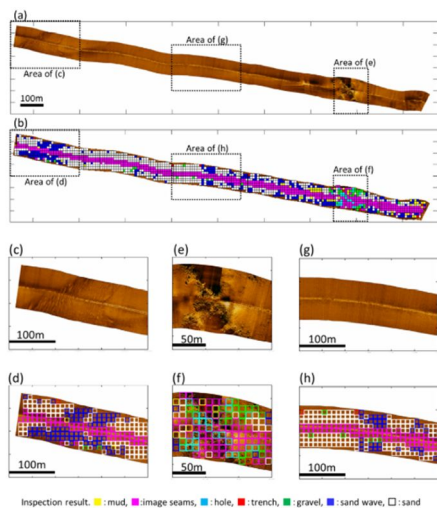 (a)
Area of (g)
Area of (e)
Area of (c)
100m
(b)
Area of (h)
Area of (f)
Area of (d)
(c)
(e)
(g)
100m
50m
100m
(d)
(f)
(h)
100m
50m
100m
Inspection result. : mud, :image seams, : hole, : trench, : gravel, : sand wave, : sand